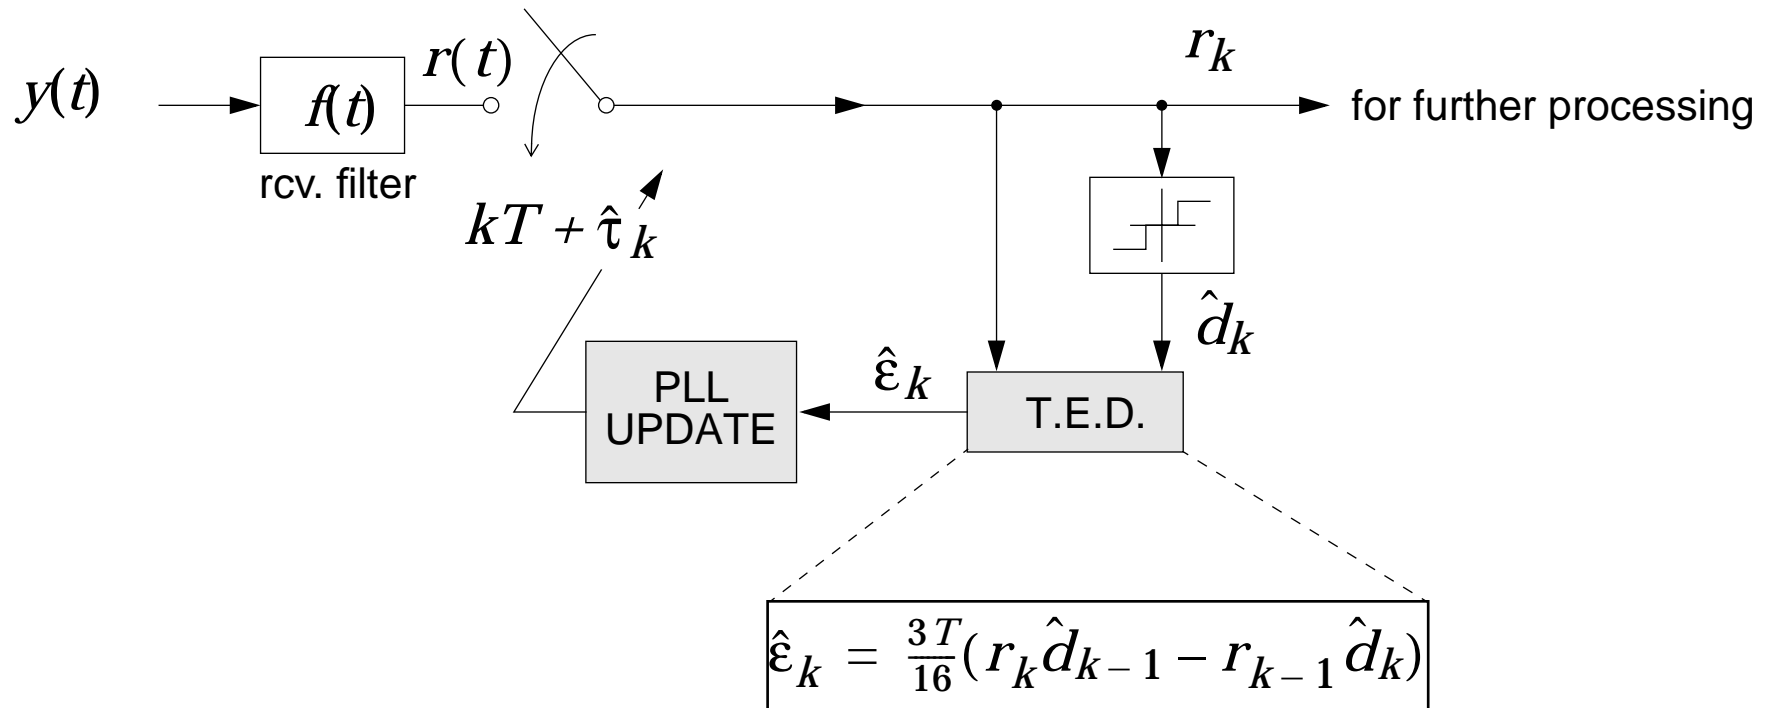 y(t)
f(t)
rcv. filter
r(t)
r_k
for further processing
kT + τ̂_k
d̂_k
PLL
UPDATE
ε̂_k
T.E.D.
ε̂_k = 3T/16 (r_k d̂_{k – 1} – r_{k – 1} d̂_k)